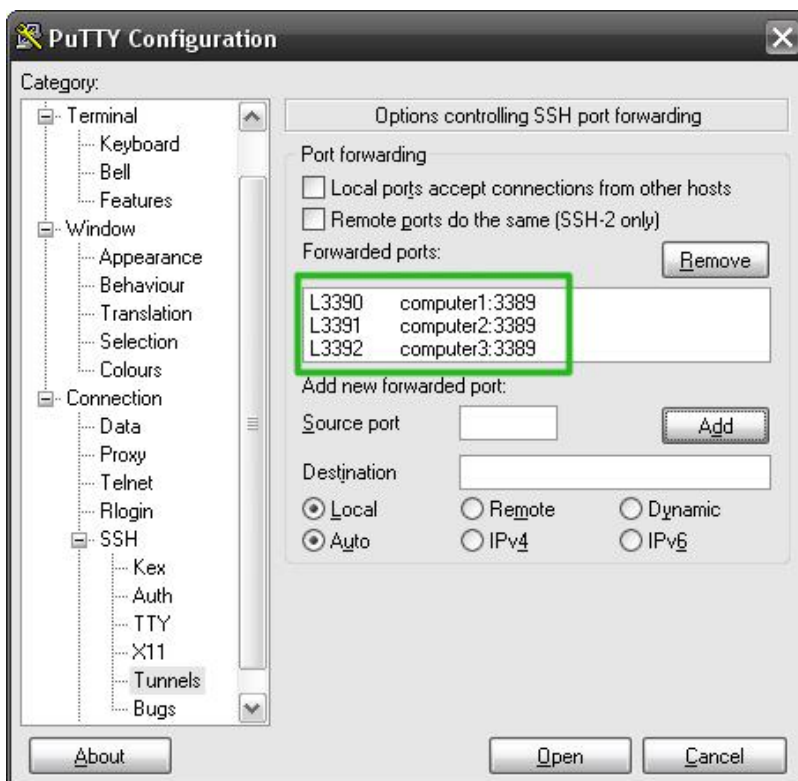 PuTTY Configuration
Category:
Terminal
Keyboard
Bell
Features
Window
Appearance
Behaviour
Translation
Selection
Colours
Connection
Data
Proxy
Telnet
Rlogin
SSH
Kex
Auth
TTY
X11
Tunnels
Bugs
Options controlling SSH port forwarding
Port forwarding
Local ports accept connections from other hosts
Remote ports do the same (SSH-2 only)
Forwarded ports:
Remove
L3390 computer1:3389
L3391 computer2:3389
L3392 computer3:3389
Add new forwarded port:
Source port
Add
Destination
Local Remote Dynamic
Auto IPv4 IPv6
About Open Cancel